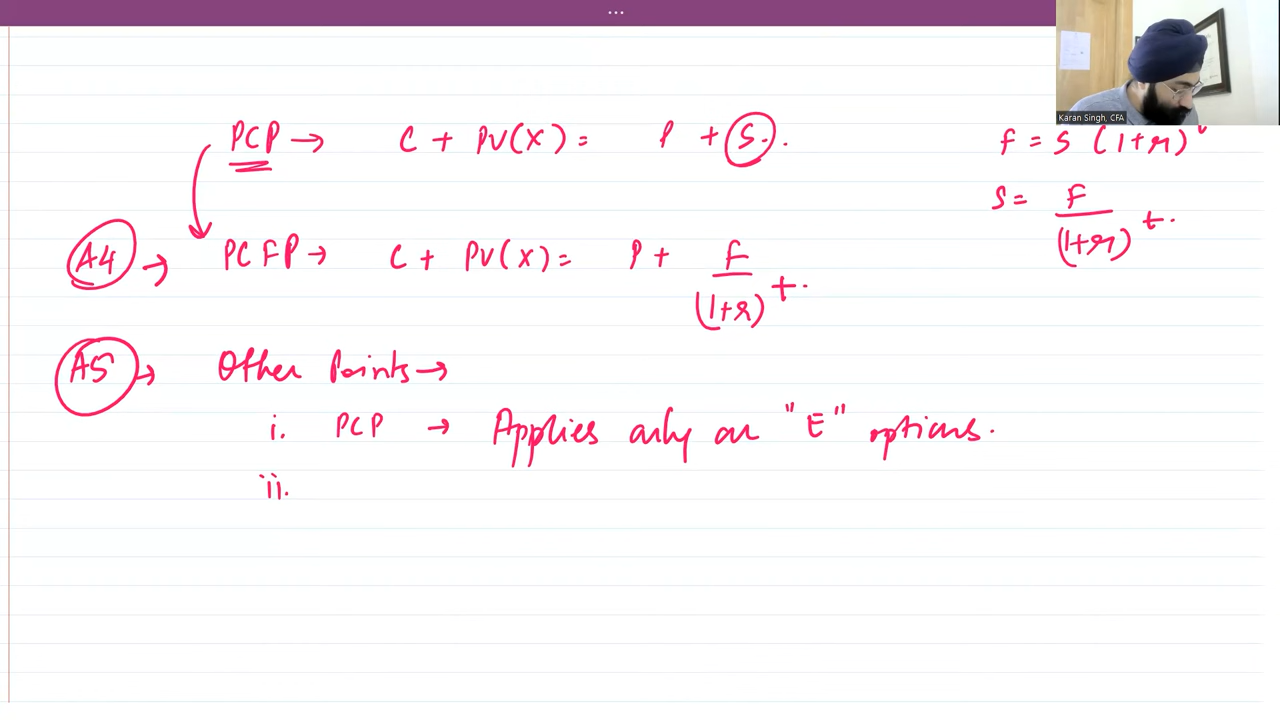 ...
PCP → C + PV(X) = P + S.
F = S (1+r)^t
S = F / (1+r)^t.
A4 → PCFP → C + PV(X) = P + F / (1+r)^t.
A5 → Other Points →
i. PCP → Applies only on "E" options.
ii.
Karan Singh, CFA